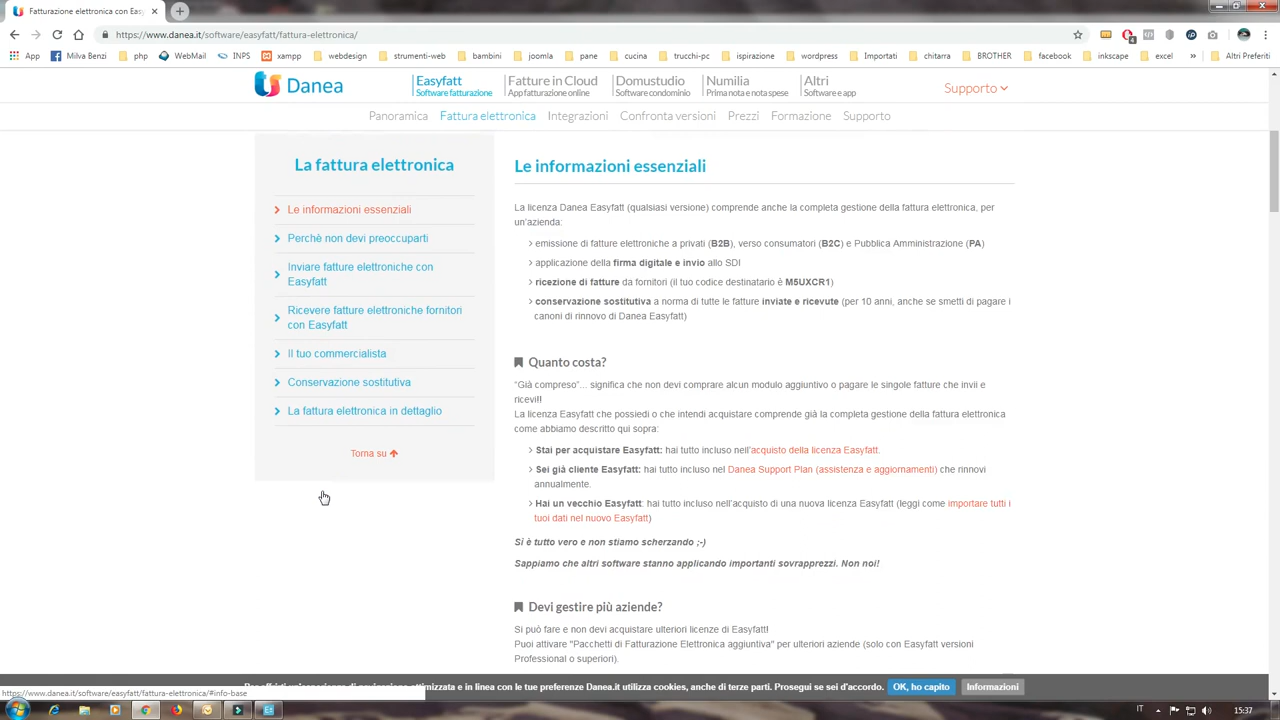 Fatturazione elettronica con Eas
https://www.danea.it/software/easyfatt/fattura-elettronica/
App
Milva Benzi
php
WebMail
INPS
xampp
webdesign
strumenti-web
bambini
joomla
pane
cucina
trucchi-pc
ispirazione
wordpress
Importati
chitarra
BROTHER
facebook
inkscape
excel
»
Altri Preferiti
Danea
Easyfatt
Software fatturazione
Fatture in Cloud
App fatturazione online
Domustudio
Software condominio
Numilia
Prima nota e nota spese
Altri
Software e app
Supporto
Panoramica
Fattura elettronica
Integrazioni
Confronta versioni
Prezzi
Formazione
Supporto
La fattura elettronica
Le informazioni essenziali
Perchè non devi preoccuparti
Inviare fatture elettroniche con
Easyfatt
Ricevere fatture elettroniche fornitori
con Easyfatt
Il tuo commercialista
Conservazione sostitutiva
La fattura elettronica in dettaglio
Torna su
Le informazioni essenziali
La licenza Danea Easyfatt (qualsiasi versione) comprende anche la completa gestione della fattura elettronica, per
un'azienda:
emissione di fatture elettroniche a privati (B2B), verso consumatori (B2C) e Pubblica Amministrazione (PA)
applicazione della firma digitale e invio allo SDI
ricezione di fatture da fornitori (il tuo codice destinatario è M5UXCR1)
conservazione sostitutiva a norma di tutte le fatture inviate e ricevute (per 10 anni, anche se smetti di pagare i
canoni di rinnovo di Danea Easyfatt)
Quanto costa?
"Già compreso"... significa che non devi comprare alcun modulo aggiuntivo o pagare le singole fature che invii e
ricevi!!
La licenza Easyfatt che possiedi o che intendi acquistare comprende già la completa gestione della fattura elettronica
come abbiamo descritto qui sopra:
Stai per acquistare Easyfatt: hai tutto incluso nell'acquisto della licenza Easyfatt.
Sei già cliente Easyfatt: hai tutto incluso nel Danea Support Plan (assistenza e aggiornamenti) che rinnovi
annualmente.
Hai un vecchio Easyfatt: hai tutto incluso nell'acquisto di una nuova licenza Easyfatt (leggi come importare tutti i
tuoi dati nel nuovo Easyfatt)
Sì è tutto vero e non stiamo scherzando ;-)
Sappiamo che altri software stanno applicando importanti sovrapprezzi. Non noi!
Devi gestire più aziende?
Si può fare e non devi acquistare ulteriori licenze di Easyfatt!
Puoi attivare "Pacchetti di Fatturazione Elettronica aggiuntiva" per ulteriori aziende (solo con Easyfatt versioni
Professional o superiori).
ottimizzata e in linea con le tue preferenze Danea.it utilizza cookies, anche di terze parti. Prosegui se sei d'accordo.
OK, ho capito
Informazioni
https://www.danea.it/software/easyfatt/fattura-elettronica/#info-base
IT
15:37